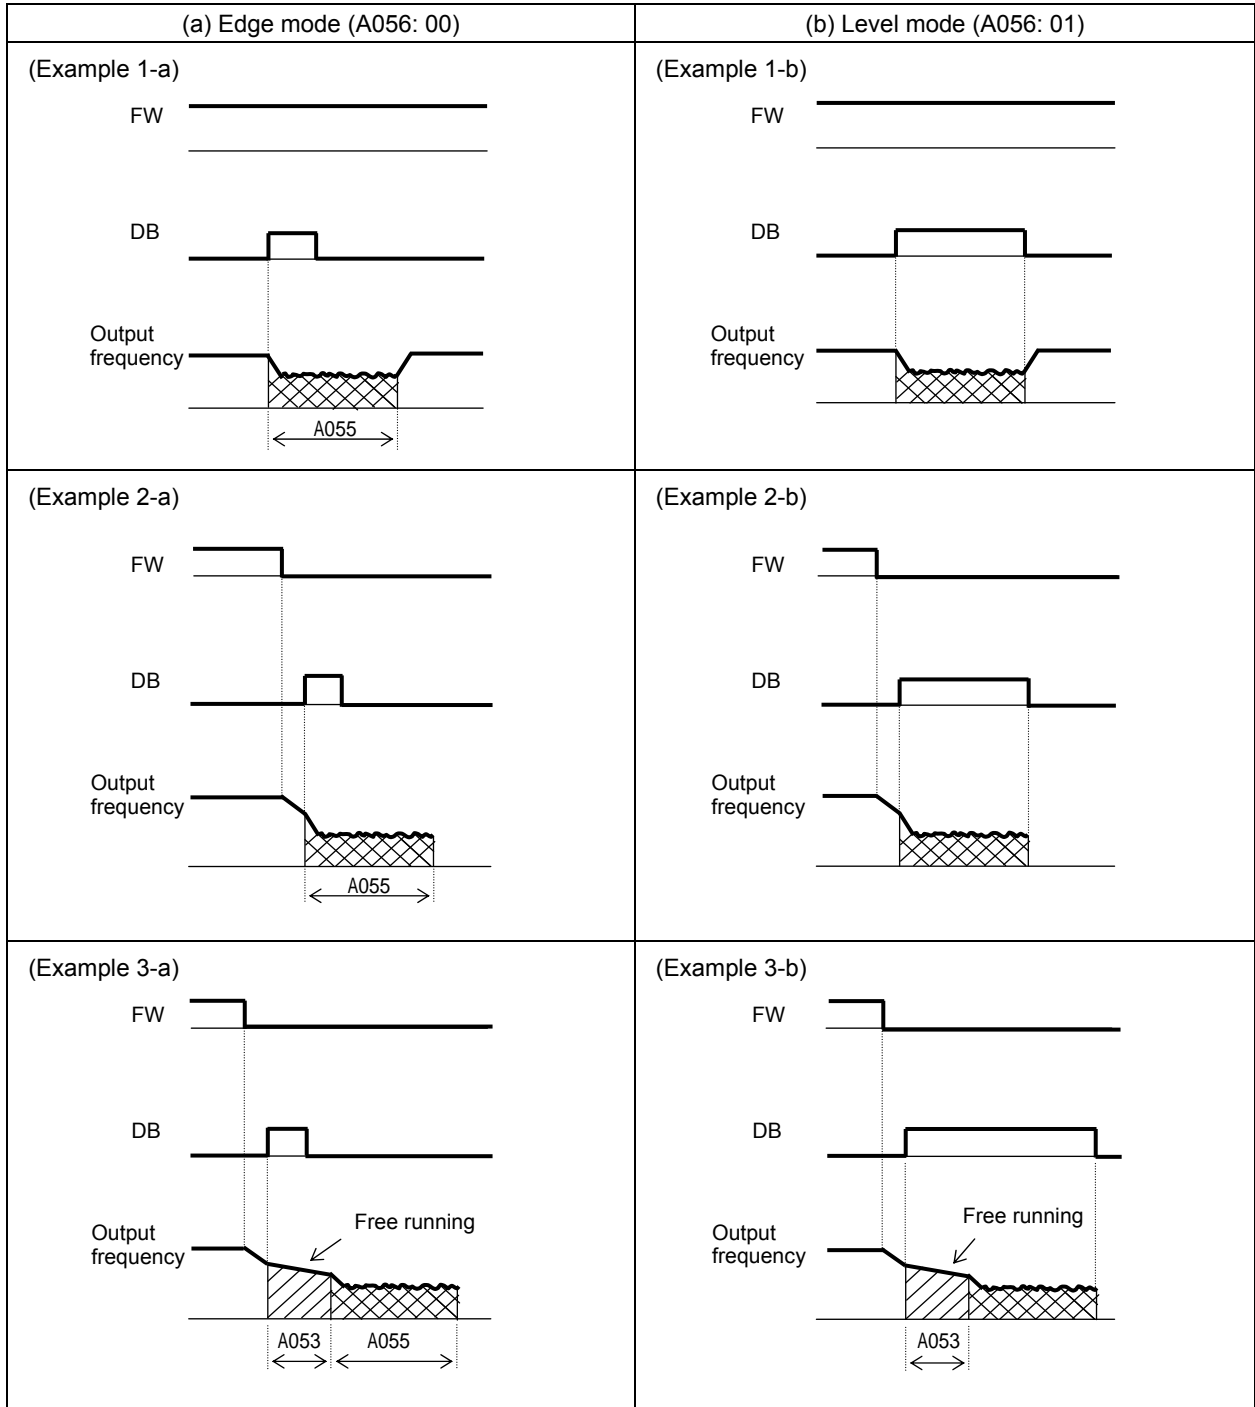 (a) Edge mode (A056: 00)
(b) Level mode (A056: 01)
(Example 1-a)
FW
DB
Output
frequency
A055
(Example 1-b)
FW
DB
Output
frequency
(Example 2-a)
FW
DB
Output
frequency
A055
(Example 2-b)
FW
DB
Output
frequency
(Example 3-a)
FW
DB
Free running
Output
frequency
A053
A055
(Example 3-b)
FW
DB
Free running
Output
frequency
A053